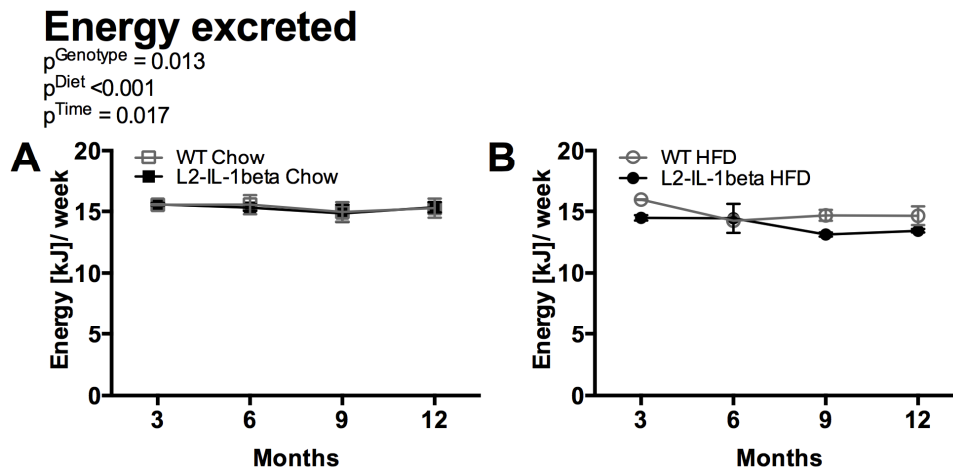 Energy excreted
pGenotype = 0.013
pDiet <0.001
pTime = 0.017
A
WT Chow
L2-IL-1beta Chow
Energy [kJ]/ week
20
15
10
5
0
3 6 9 12
Months
B
WT HFD
L2-IL-1beta HFD
Energy [kJ]/ week
20
15
10
5
0
3 6 9 12
Months